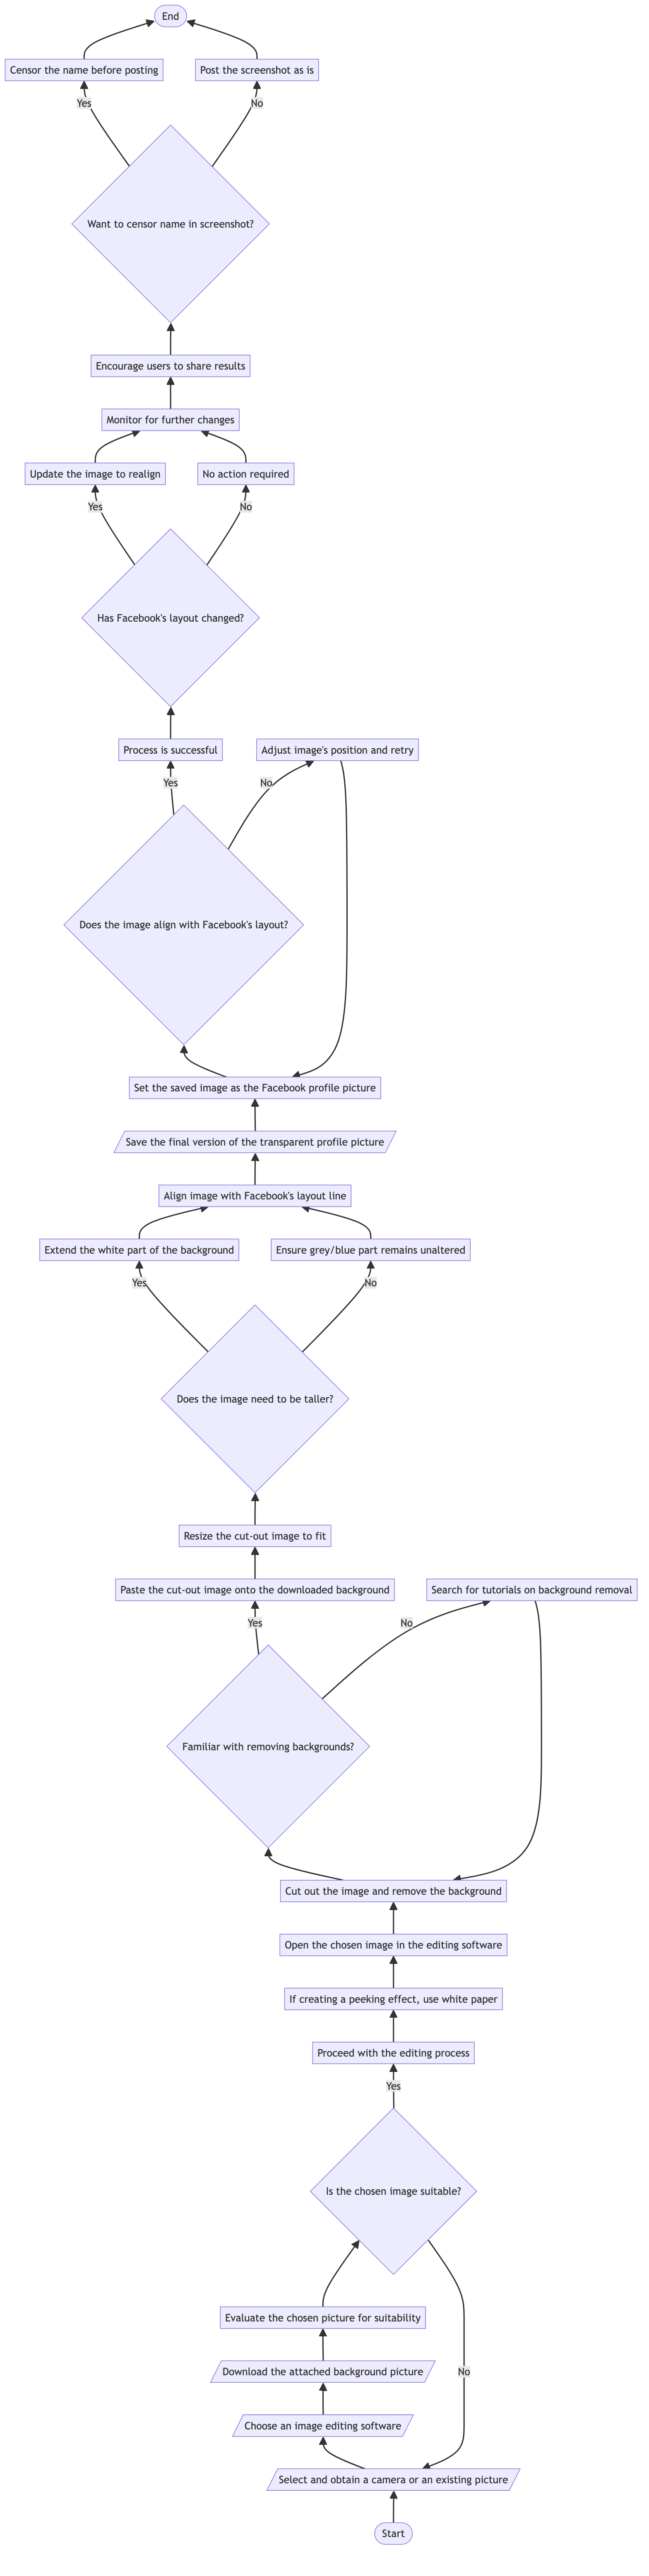 End
Censor the name before posting
Post the screenshot as is
Yes
No
Want to censor name in screenshot?
Encourage users to share results
Monitor for further changes
Update the image to realign
No action required
Yes
No
Has Facebook's layout changed?
Process is successful
Adjust image's position and retry
Yes
No
Does the image align with Facebook's layout?
Set the saved image as the Facebook profile picture
Save the final version of the transparent profile picture
Align image with Facebook's layout line
Extend the white part of the background
Ensure grey/blue part remains unaltered
Yes
No
Does the image need to be taller?
Resize the cut-out image to fit
Paste the cut-out image onto the downloaded background
Search for tutorials on background removal
Yes
No
Familiar with removing backgrounds?
Cut out the image and remove the background
Open the chosen image in the editing software
If creating a peeking effect, use white paper
Proceed with the editing process
Yes
Is the chosen image suitable?
Evaluate the chosen picture for suitability
Download the attached background picture
No
Choose an image editing software
Select and obtain a camera or an existing picture
Start